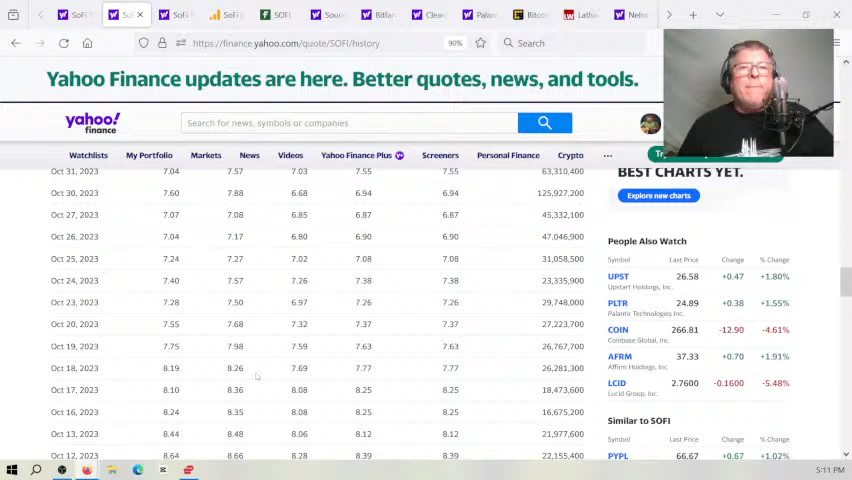 SoFi T
SoF
SoFi T
SoFi (
SOFI
Soun
Bitfar
Clean
Palan
Bitcoi
Lathia
NeIns
https://finance.yahoo.com/quote/SOFI/history
90%
Search
Yahoo Finance updates are here. Better quotes, news, and tools.
yahoo!
finance
Search for news, symbols or companies
Watchlists My Portfolio Markets News Videos Yahoo Finance Plus Screeners Personal Finance Crypto ...
Oct 31, 2023 7.04 7.57 7.03 7.55 7.55 63,310,400
Oct 30, 2023 7.60 7.88 6.68 6.94 6.94 125,927,200
Oct 27, 2023 7.07 7.08 6.85 6.87 6.87 45,332,100
Oct 26, 2023 7.04 7.17 6.80 6.90 6.90 47,046,900
Oct 25, 2023 7.24 7.27 7.02 7.08 7.08 31,058,500
Oct 24, 2023 7.40 7.57 7.26 7.38 7.38 23,335,900
Oct 23, 2023 7.28 7.50 6.97 7.26 7.26 29,748,000
Oct 20, 2023 7.55 7.68 7.32 7.37 7.37 27,223,700
Oct 19, 2023 7.75 7.98 7.59 7.63 7.63 26,767,700
Oct 18, 2023 8.19 8.26 7.69 7.77 7.77 26,281,300
Oct 17, 2023 8.10 8.36 8.08 8.25 8.25 18,473,600
Oct 16, 2023 8.24 8.35 8.08 8.25 8.25 16,675,200
Oct 13, 2023 8.44 8.48 8.06 8.12 8.12 21,977,600
Oct 12, 2023 8.64 8.66 8.28 8.39 8.39 22,155,400
BEST CHARTS YET.
Explore new charts
People Also Watch
Symbol Last Price Change % Change
UPST 26.58 +0.47 +1.80%
Upstart Holdings, Inc.
PLTR 24.89 +0.38 +1.55%
Palantir Technologies Inc.
COIN 266.81 -12.90 -4.61%
Coinbase Global, Inc.
AFRM 37.33 +0.70 +1.91%
Affirm Holdings, Inc.
LCID 2.7600 -0.1600 -5.48%
Lucid Group, Inc.
Similar to SOFI
Symbol Last Price Change % Change
PYPL 66.67 +0.67 +1.02%
5:11 PM